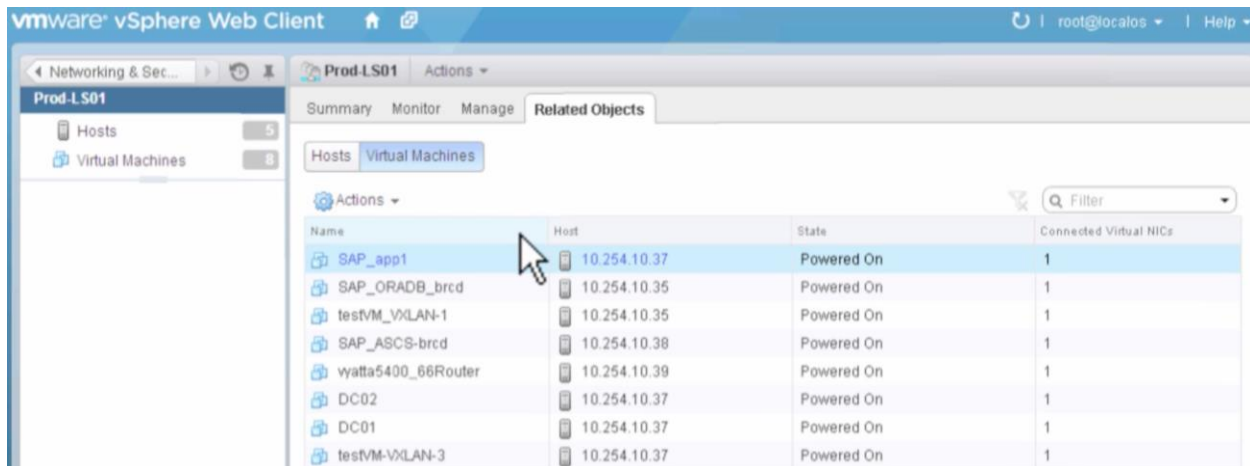 vmware® vSphere Web Client root@localos Help
Networking & Sec... Prod-LS01 Actions
Prod-LS01
Summary Monitor Manage Related Objects
Hosts 5
Virtual Machines 8
Hosts Virtual Machines
Actions Filter
Name Host State Connected Virtual NICs
SAP_app1 10.254.10.37 Powered On 1
SAP_ORADB_brcd 10.254.10.35 Powered On 1
testVM_VXLAN-1 10.254.10.35 Powered On 1
SAP_ASCS-brcd 10.254.10.38 Powered On 1
vyatta5400_66Router 10.254.10.39 Powered On 1
DC02 10.254.10.37 Powered On 1
DC01 10.254.10.37 Powered On 1
testVM-VXLAN-3 10.254.10.37 Powered On 1